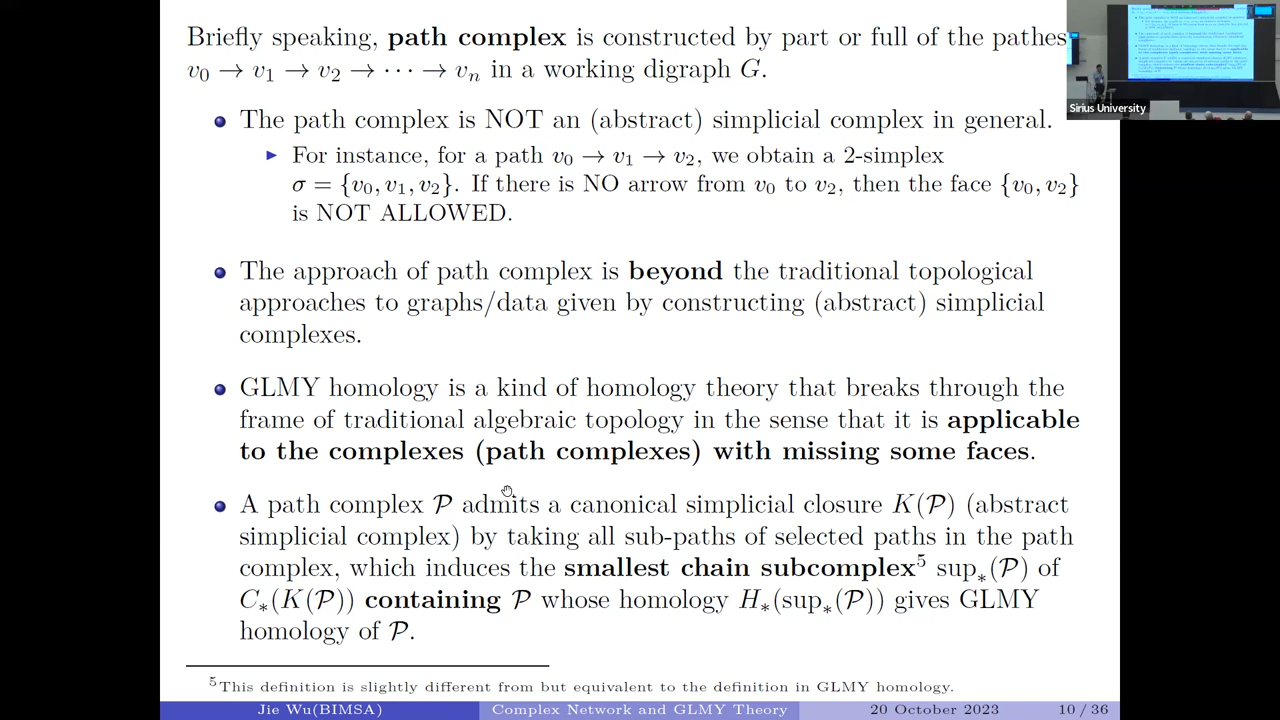 Briefly speaking, path complex is constructed by part or full of the pathes
v₀ → v₁ → v₂ → ⋯ → vₙ in a working digraph G.
The path complex is NOT an (abstract) simplicial complex in general.
For instance, for a path v₀ → v₁ → v₂, we obtain a 2-simplex
σ = {v₀, v₁, v₂}. If there is NO arrow from v₀ to v₂, then the face {v₀, v₂}
is NOT ALLOWED.
The approach of path complex is beyond the traditional topological
approaches to graphs/data given by constructing (abstract) simplicial
complexes.
GLMY homology is a kind of homology theory that breaks through the
frame of traditional algebraic topology in the sense that it is applicable
to the complexes (path complexes) with missing some faces.
A path complex 𝒫 admits a canonical simplicial closure K(𝒫) (abstract
simplicial complex) by taking all sub-paths of selected paths in the path
complex, which induces the smallest chain subcomplex⁵ sup∗(𝒫) of
C∗(K(𝒫)) containing 𝒫 whose homology H∗(sup∗(𝒫)) gives GLMY
homology of 𝒫.
⁵This definition is slightly different from but equivalent to the definition in GLMY homology.
Jie Wu(BIMSA) Complex Network and GLMY Theory 20 October 2023 10 / 36
Sirius University